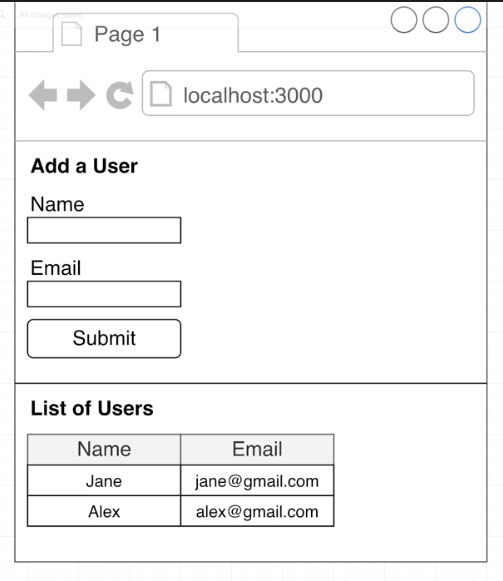 Page 1
localhost:3000
Add a User
Name
Email
Submit
List of Users
Name Email
Jane jane@gmail.com
Alex alex@gmail.com